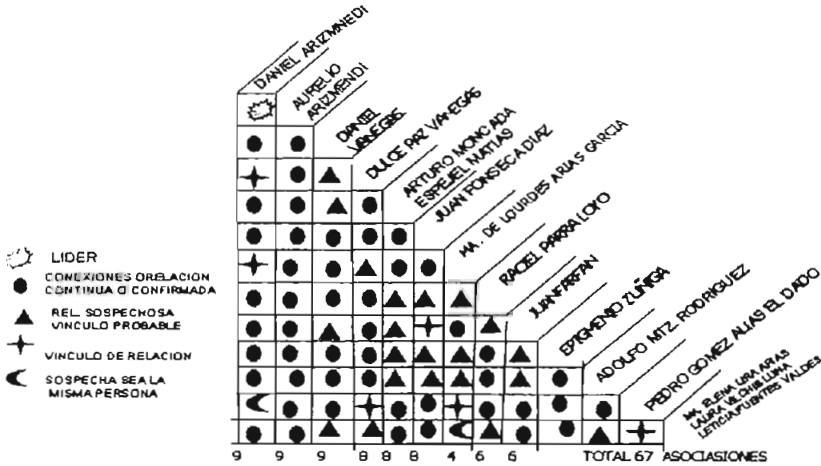 DANIEL ARIZMNEDI
AURELIO
ARIZMENDI
DANIEL
VANEGAS
DULCE PAZ VANEGAS
ARTURO MONCADA
ESPEJEL MATIAS
JUAN FONSECA DIAZ
MA. DE LOURDES ARIAS GARCIA
RACIEL PARRA LOYO
JUAN FARFAN
EPIGMENIO ZUÑIGA
ADOLFO MTZ. RODRIGUEZ
PEDRO GOMEZ ALIAS EL DADO
MA. ELENA LIRA ARIAS
LAURA VILCHIS LUNA
LETICIA FUENTES VALDES
LIDER
CONEXIONES O RELACION
CONTINUA O CONFIRMADA
REL. SOSPECHOSA
VINCULO PROBABLE
VINCULO DE RELACION
SOSPECHA SEA LA
MISMA PERSONA
9 9 9 8 8 8 4 6 6 TOTAL 67 ASOCIASIONES